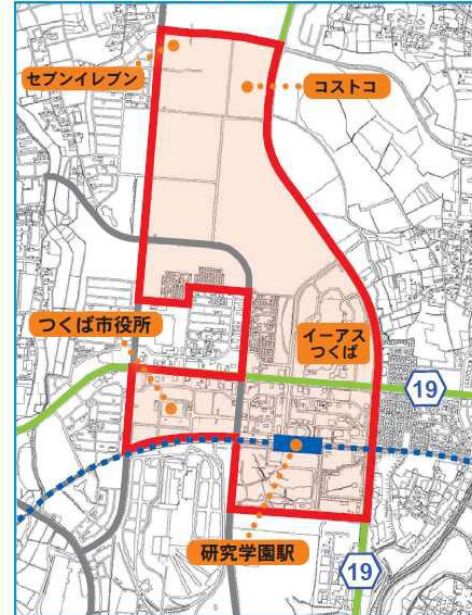 セブンイレブン
コストコ
つくば市役所
イーアス
つくば
19
研究学園駅
19